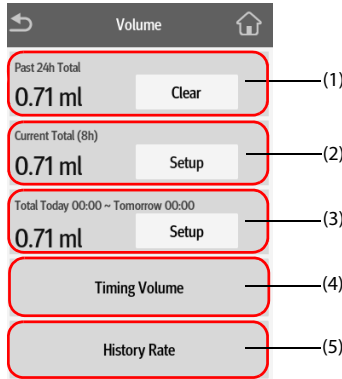 Volume
Past 24h Total
0.71 ml
Clear
(1)
Current Total (8h)
0.71 ml
Setup
(2)
Total Today 00:00 ~ Tomorrow 00:00
0.71 ml
Setup
(3)
Timing Volume
(4)
History Rate
(5)